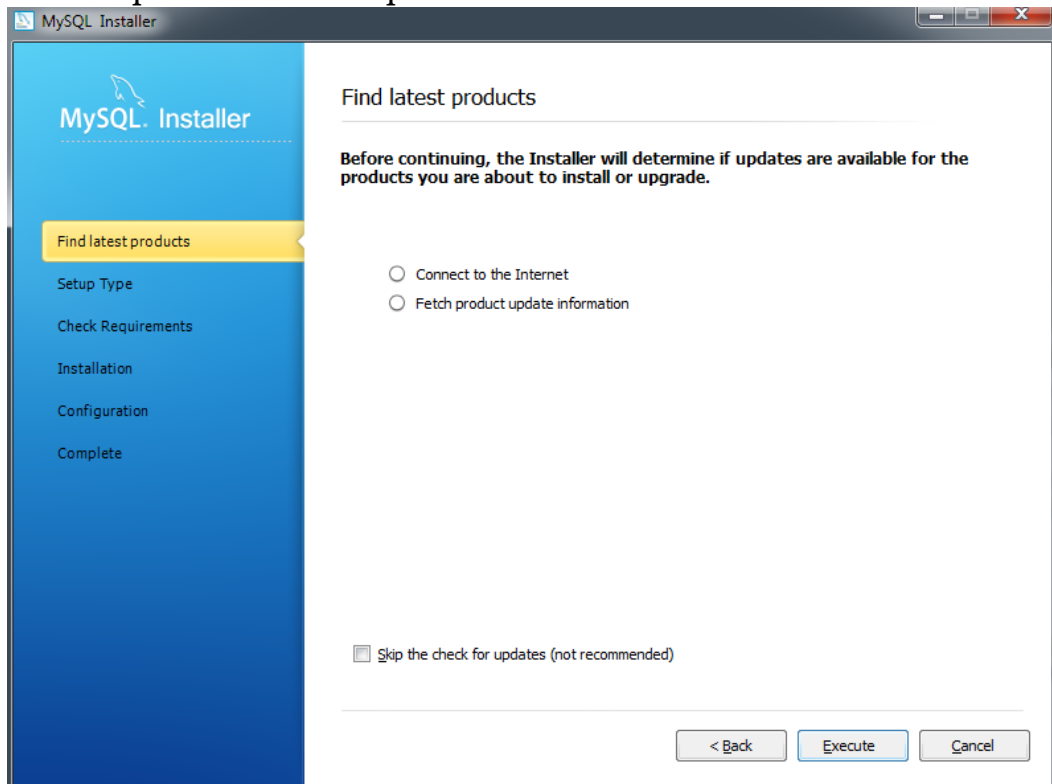 MySQL Installer
MySQL. Installer
Find latest products
Setup Type
Check Requirements
Installation
Configuration
Complete
Find latest products
Before continuing, the Installer will determine if updates are available for the
products you are about to install or upgrade.
Connect to the Internet
Fetch product update information
Skip the check for updates (not recommended)
< Back
Execute
Cancel